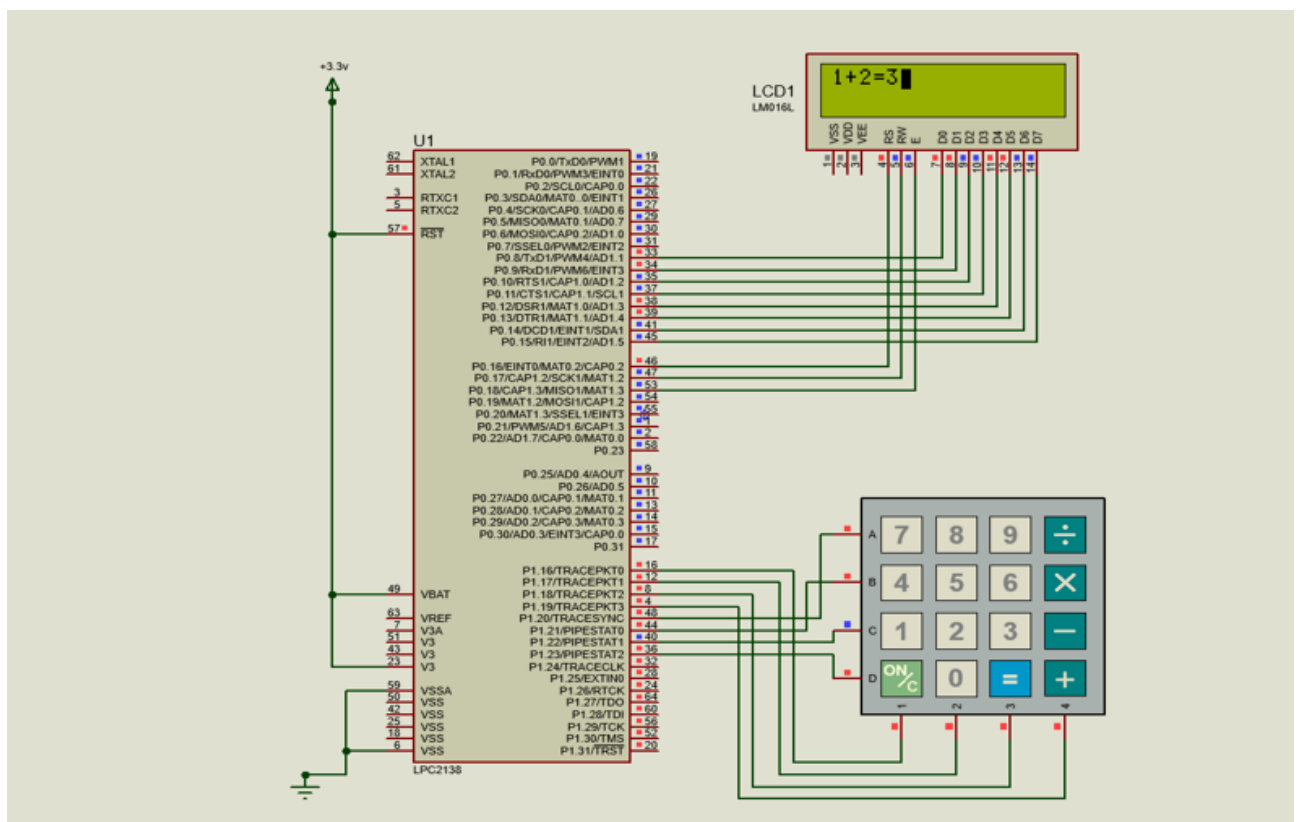 +3.3v
LCD1
LM016L
1+2=3
VSS
VDD
VEE
RS
RW
E
D0
D1
D2
D3
D4
D5
D6
D7
1
2
3
4
5
6
7
8
9
10
11
12
13
14
U1
62 XTAL1
61 XTAL2
3 RTXC1
5 RTXC2
57 RST
49 VBAT
63 VREF
7 V3A
51 V3
43 V3
23 V3
59 VSSA
50 VSS
42 VSS
25 VSS
18 VSS
6 VSS
P0.0/TxD0/PWM1 19
P0.1/RxD0/PWM3/EINT0 21
P0.2/SCL0/CAP0.0 22
P0.3/SDA0/MAT0..0/EINT1 26
P0.4/SCK0/CAP0.1/AD0.6 27
P0.5/MISO0/MAT0.1/AD0.7 29
P0.6/MOSI0/CAP0.2/AD1.0 30
P0.7/SSEL0/PWM2/EINT2 31
P0.8/TxD1/PWM4/AD1.1 33
P0.9/RxD1/PWM6/EINT3 34
P0.10/RTS1/CAP1.0/AD1.2 35
P0.11/CTS1/CAP1.1/SCL1 37
P0.12/DSR1/MAT1.0/AD1.3 38
P0.13/DTR1/MAT1.1/AD1.4 39
P0.14/DCD1/EINT1/SDA1 41
P0.15/RI1/EINT2/AD1.5 45
P0.16/EINT0/MAT0.2/CAP0.2 46
P0.17/CAP1.2/SCK1/MAT1.2 47
P0.18/CAP1.3/MISO1/MAT1.3 53
P0.19/MAT1.2/MOSI1/CAP1.2 54
P0.20/MAT1.3/SSEL1/EINT3 55
P0.21/PWM5/AD1.6/CAP1.3 1
P0.22/AD1.7/CAP0.0/MAT0.0 2
P0.23 58
P0.25/AD0.4/AOUT 9
P0.26/AD0.5 10
P0.27/AD0.0/CAP0.1/MAT0.1 11
P0.28/AD0.1/CAP0.2/MAT0.2 13
P0.29/AD0.2/CAP0.3/MAT0.3 14
P0.30/AD0.3/EINT3/CAP0.0 15
P0.31 17
P1.16/TRACEPKT0 16
P1.17/TRACEPKT1 12
P1.18/TRACEPKT2 8
P1.19/TRACEPKT3 4
P1.20/TRACESYNC 48
P1.21/PIPESTAT0 44
P1.22/PIPESTAT1 40
P1.23/PIPESTAT2 36
P1.24/TRACECLK 32
P1.25/EXTIN0 28
P1.26/RTCK 24
P1.27/TDO 64
P1.28/TDI 60
P1.29/TCK 56
P1.30/TMS 52
P1.31/TRST 20
LPC2138
A 7 8 9 ÷
B 4 5 6 ×
C 1 2 3 −
D ON/C 0 = +
1 2 3 4